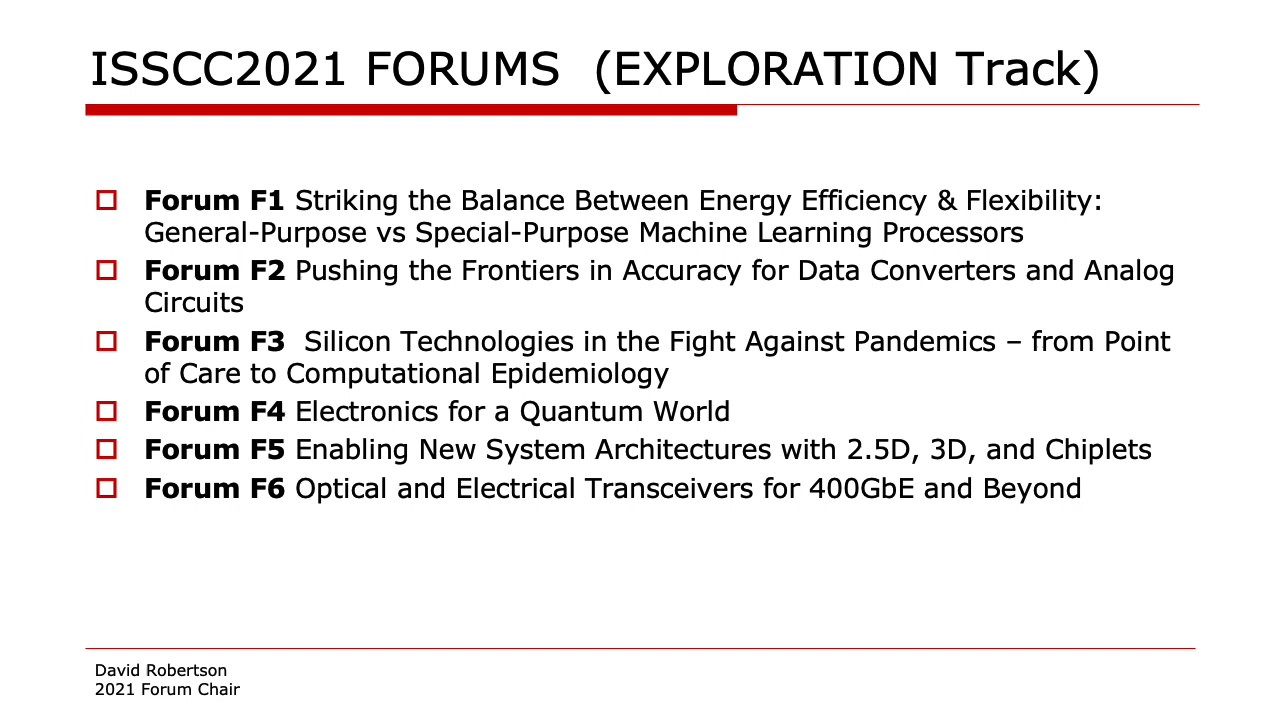 ISSCC2021 FORUMS  (EXPLORATION Track)
Forum F1 Striking the Balance Between Energy Efficiency & Flexibility:
General-Purpose vs Special-Purpose Machine Learning Processors
Forum F2 Pushing the Frontiers in Accuracy for Data Converters and Analog
Circuits
Forum F3  Silicon Technologies in the Fight Against Pandemics – from Point
of Care to Computational Epidemiology
Forum F4 Electronics for a Quantum World
Forum F5 Enabling New System Architectures with 2.5D, 3D, and Chiplets
Forum F6 Optical and Electrical Transceivers for 400GbE and Beyond
David Robertson
2021 Forum Chair